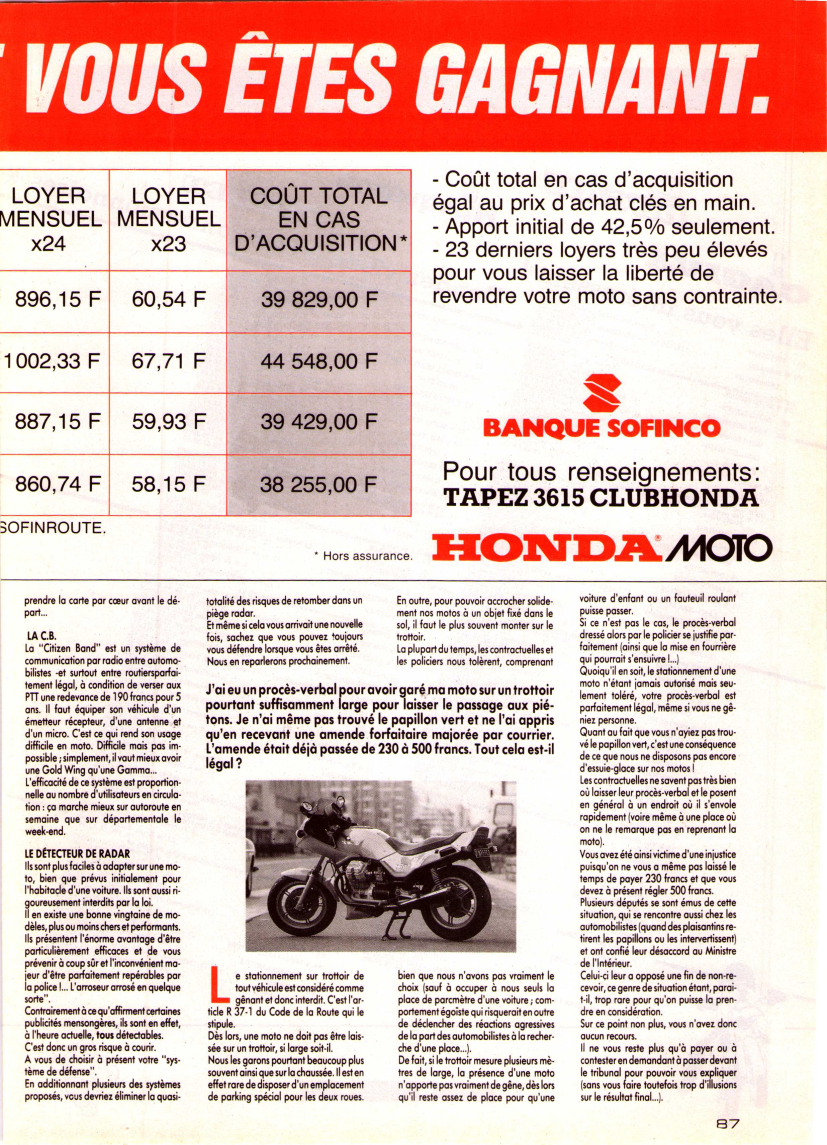 VOUS ÊTES GAGNANT.
LOYER
MENSUEL
x24
LOYER
MENSUEL
x23
COÛT TOTAL
EN CAS
D'ACQUISITION*
896,15 F 60,54 F 39 829,00 F
1002,33 F 67,71 F 44 548,00 F
887,15 F 59,93 F 39 429,00 F
860,74 F 58,15 F 38 255,00 F
SOFINROUTE.
* Hors assurance.
- Coût total en cas d'acquisition
égal au prix d'achat clés en main.
- Apport initial de 42,5% seulement.
- 23 derniers loyers très peu élevés
pour vous laisser la liberté de
revendre votre moto sans contrainte.
BANQUE SOFINCO
Pour tous renseignements:
TAPEZ 3615 CLUBHONDA
HONDA MOTO
prendre la carte par cœur avant le dé-
part...
LA C.B.
La "Citizen Band" est un système de
communication par radio entre automo-
bilistes -et surtout entre routiersparfai-
tement légal, à condition de verser aux
PTT une redevance de 190 francs pour 5
ans. Il faut équiper son véhicule d'un
émetteur récepteur, d'une antenne et
d'un micro. C'est ce qui rend son usage
difficile en moto. Difficile mais pas im-
possible ; simplement, il vaut mieux avoir
une Gold Wing qu'une Gamma...
L'efficacité de ce système est proportion-
nelle au nombre d'utilisateurs en circula-
tion : ça marche mieux sur autoroute en
semaine que sur départementale le
week-end.
LE DÉTECTEUR DE RADAR
Ils sont plus faciles à adapter sur une mo-
to, bien que prévus initialement pour
l'habitacle d'une voiture. Ils sont aussi ri-
goureusement interdits par la loi.
Il en existe une bonne vingtaine de mo-
dèles, plus ou moins chers et performants.
Ils présentent l'énorme avantage d'être
particulièrement efficaces et de vous
prévenir à coup sûr et l'inconvénient ma-
jeur d'être parfaitement repérables par
la police !... L'arroseur arrosé en quelque
sorte".
Contrairement à ce qu'affirment certaines
publicités mensongères, ils sont en effet,
à l'heure actuelle, tous détectables.
C'est donc un gros risque à courir.
A vous de choisir à présent votre "sys-
tème de défense".
En additionnant plusieurs des systèmes
proposés, vous devriez éliminer la quasi-
totalité des risques de retomber dans un
piège radar.
Et même si cela vous arrivait une nouvelle
fois, sachez que vous pouvez toujours
vous défendre lorsque vous êtes arrêté.
Nous en reparlerons prochainement.
En outre, pour pouvoir accrocher solide-
ment nos motos à un objet fixé dans le
sol, il faut le plus souvent monter sur le
trottoir.
La plupart du temps, les contractuelles et
les policiers nous tolèrent, comprenant
J'ai eu un procès-verbal pour avoir garé ma moto sur un trottoir
pourtant suffisamment large pour laisser le passage aux pié-
tons. Je n'ai même pas trouvé le papillon vert et ne l'ai appris
qu'en recevant une amende forfaitaire majorée par courrier.
L'amende était déjà passée de 230 à 500 francs. Tout cela est-il
légal ?
Le stationnement sur trottoir de
tout véhicule est considéré comme
gênant et donc interdit. C'est l'ar-
ticle R 37-1 du Code de la Route qui le
stipule.
Dès lors, une moto ne doit pas être lais-
sée sur un trottoir, si large soit-il.
Nous les garons pourtant beaucoup plus
souvent ainsi que sur la chaussée. Il est en
effet rare de disposer d'un emplacement
de parking spécial pour les deux roues.
bien que nous n'avons pas vraiment le
choix (sauf à occuper à nous seuls la
place de parcmètre d'une voiture ; com-
portement égoïste qui risquerait en outre
de déclencher des réactions agressives
de la part des automobilistes à la recher-
che d'une place...).
De fait, si le trottoir mesure plusieurs mè-
tres de large, la présence d'une moto
n'apporte pas vraiment de gêne, dès lors
qu'il reste assez de place pour qu'une
voiture d'enfant ou un fauteuil roulant
puisse passer.
Si ce n'est pas le cas, le procès-verbal
dressé alors par le policier se justifie par-
faitement (ainsi que la mise en fourrière
qui pourrait s'ensuivre !...)
Quoiqu'il en soit, le stationnement d'une
moto n'étant jamais autorisé mais seu-
lement toléré, votre procès-verbal est
parfaitement légal, même si vous ne gê-
niez personne.
Quant au fait que vous n'ayiez pas trou-
vé le papillon vert, c'est une conséquence
de ce que nous ne disposons pas encore
d'essuie-glace sur nos motos !
Les contractuelles ne savent pas très bien
où laisser leur procès-verbal et le posent
en général à un endroit où il s'envole
rapidement (voire même à une place où
on ne le remarque pas en reprenant la
moto).
Vous avez été ainsi victime d'une injustice
puisqu'on ne vous a même pas laissé le
temps de payer 230 francs et que vous
devez à présent régler 500 francs.
Plusieurs députés se sont émus de cette
situation, qui se rencontre aussi chez les
automobilistes (quand des plaisantins re-
tirent les papillons ou les intervertissent)
et ont confié leur désaccord au Ministre
de l'Intérieur.
Celui-ci leur a opposé une fin de non-re-
cevoir, ce genre de situation étant, parai-
t-il, trop rare pour qu'on puisse la pren-
dre en considération.
Sur ce point non plus, vous n'avez donc
aucun recours.
Il ne vous reste plus qu'à payer ou à
contester en demandant à passer devant
le tribunal pour pouvoir vous expliquer
(sans vous faire toutefois trop d'illusions
sur le résultat final...).
87